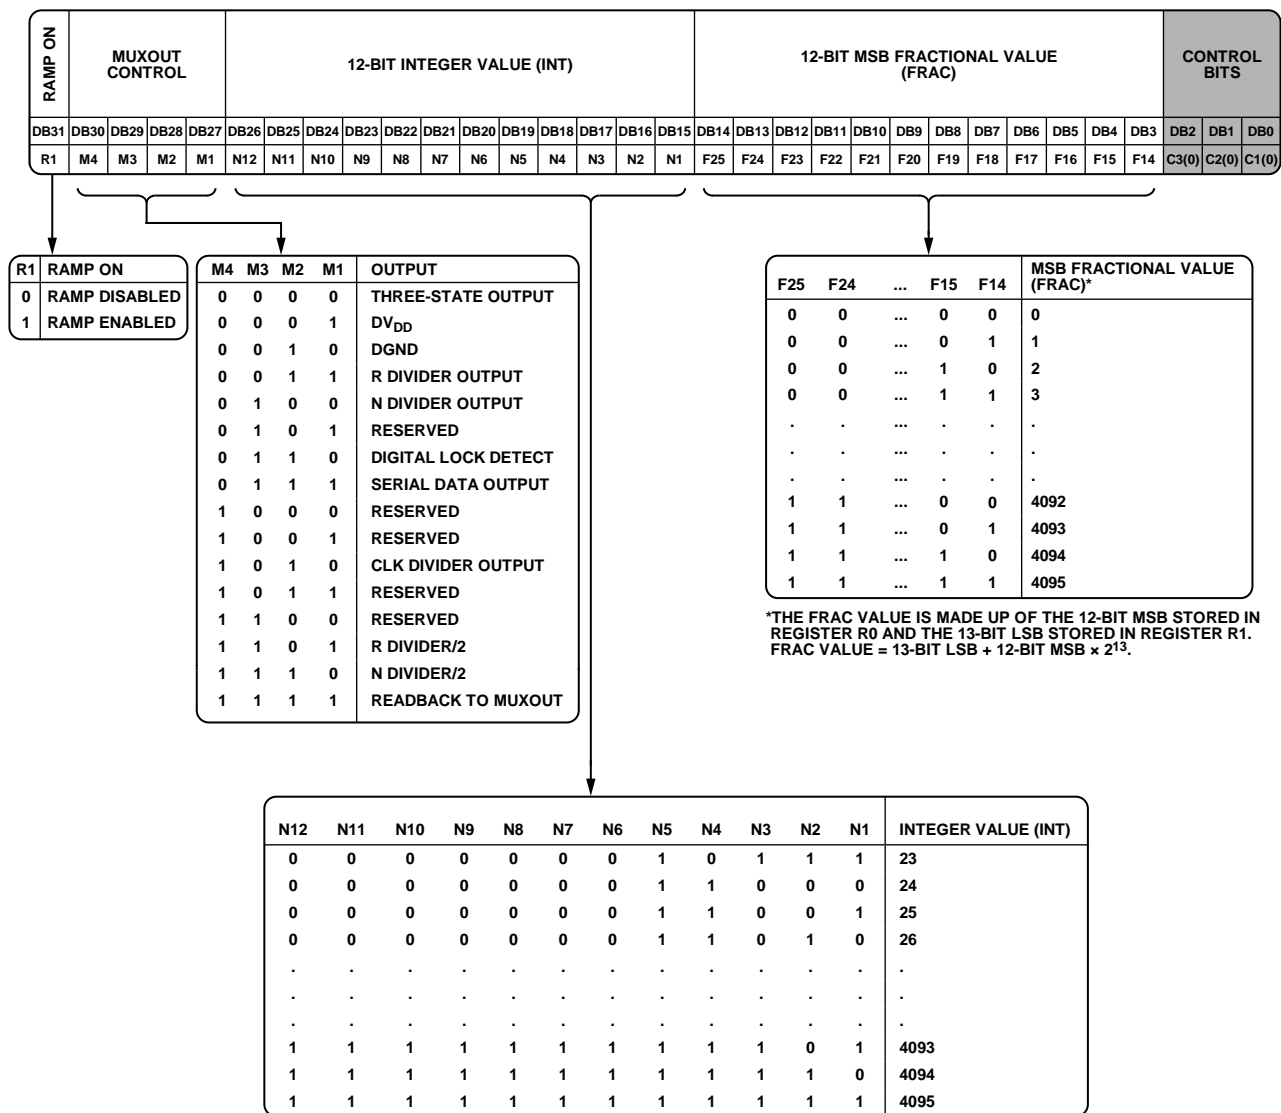 RAMP ON
MUXOUT
CONTROL
12-BIT INTEGER VALUE (INT)
12-BIT MSB FRACTIONAL VALUE
(FRAC)
CONTROL
BITS
DB31 DB30 DB29 DB28 DB27 DB26 DB25 DB24 DB23 DB22 DB21 DB20 DB19 DB18 DB17 DB16 DB15 DB14 DB13 DB12 DB11 DB10 DB9 DB8 DB7 DB6 DB5 DB4 DB3 DB2 DB1 DB0
R1 M4 M3 M2 M1 N12 N11 N10 N9 N8 N7 N6 N5 N4 N3 N2 N1 F25 F24 F23 F22 F21 F20 F19 F18 F17 F16 F15 F14 C3(0) C2(0) C1(0)
R1 RAMP ON
0 RAMP DISABLED
1 RAMP ENABLED
M4 M3 M2 M1 OUTPUT
0 0 0 0 THREE-STATE OUTPUT
0 0 0 1 DVDD
0 0 1 0 DGND
0 0 1 1 R DIVIDER OUTPUT
0 1 0 0 N DIVIDER OUTPUT
0 1 0 1 RESERVED
0 1 1 0 DIGITAL LOCK DETECT
0 1 1 1 SERIAL DATA OUTPUT
1 0 0 0 RESERVED
1 0 0 1 RESERVED
1 0 1 0 CLK DIVIDER OUTPUT
1 0 1 1 RESERVED
1 1 0 0 RESERVED
1 1 0 1 R DIVIDER/2
1 1 1 0 N DIVIDER/2
1 1 1 1 READBACK TO MUXOUT
F25 F24 ... F15 F14 MSB FRACTIONAL VALUE
(FRAC)*
0 0 ... 0 0 0
0 0 ... 0 1 1
0 0 ... 1 0 2
0 0 ... 1 1 3
. . ... . . .
. . ... . . .
. . ... . . .
1 1 ... 0 0 4092
1 1 ... 0 1 4093
1 1 ... 1 0 4094
1 1 ... 1 1 4095
*THE FRAC VALUE IS MADE UP OF THE 12-BIT MSB STORED IN
REGISTER R0 AND THE 13-BIT LSB STORED IN REGISTER R1.
FRAC VALUE = 13-BIT LSB + 12-BIT MSB × 2¹³.
N12 N11 N10 N9 N8 N7 N6 N5 N4 N3 N2 N1 INTEGER VALUE (INT)
0 0 0 0 0 0 0 1 0 1 1 1 23
0 0 0 0 0 0 0 1 1 0 0 0 24
0 0 0 0 0 0 0 1 1 0 0 1 25
0 0 0 0 0 0 0 1 1 0 1 0 26
. . . . . . . . . . . . .
. . . . . . . . . . . . .
. . . . . . . . . . . . .
1 1 1 1 1 1 1 1 1 1 0 1 4093
1 1 1 1 1 1 1 1 1 1 1 0 4094
1 1 1 1 1 1 1 1 1 1 1 1 4095